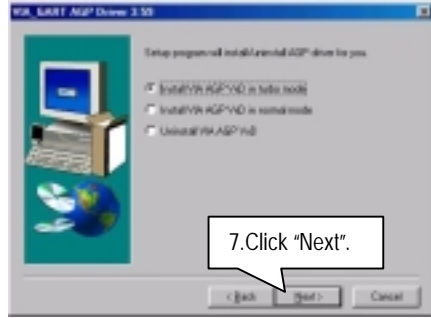 VIA_GART AGP Driver 3.59
Setup program will install/uninstall AGP driver for you.
Install VIA AGP VxD in turbo mode
Install VIA AGP VxD in normal mode
Uninstall VIA AGP VxD
7.Click “Next”.
< Back
Next >
Cancel